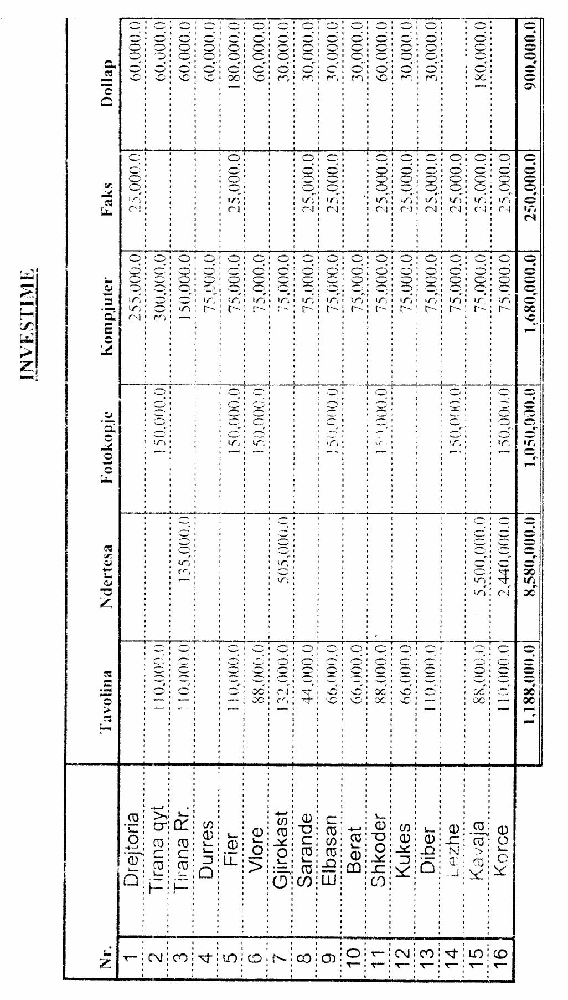 INVESTIME
Nr. Tavolina Ndertesa Fotokopje Kompjuter Faks Dollap
1 Drejtoria 255,000.0 25,000.0 60,000.0
2 Tirana qyt 110,000.0 150,000.0 300,000.0 60,000.0
3 Tirana Rr. 110,000.0 135,000.0 150,000.0 60,000.0
4 Durres 75,000.0 60,000.0
5 Fier 110,000.0 150,000.0 75,000.0 25,000.0 180,000.0
6 Vlore 88,000.0 150,000.0 75,000.0 60,000.0
7 Gjirokast 132,000.0 505,000.0 75,000.0 30,000.0
8 Sarande 44,000.0 75,000.0 25,000.0 30,000.0
9 Elbasan 66,000.0 150,000.0 75,000.0 25,000.0 30,000.0
10 Berat 66,000.0 75,000.0 30,000.0
11 Shkoder 88,000.0 150,000.0 75,000.0 25,000.0 60,000.0
12 Kukes 66,000.0 75,000.0 25,000.0 30,000.0
13 Diber 110,000.0 75,000.0 25,000.0 30,000.0
14 Lezhe 150,000.0 75,000.0 25,000.0
15 Kavaja 88,000.0 5,500,000.0 75,000.0 25,000.0 180,000.0
16 Korce 110,000.0 2,440,000.0 150,000.0 75,000.0 25,000.0
1,188,000.0 8,580,000.0 1,050,000.0 1,680,000.0 250,000.0 900,000.0